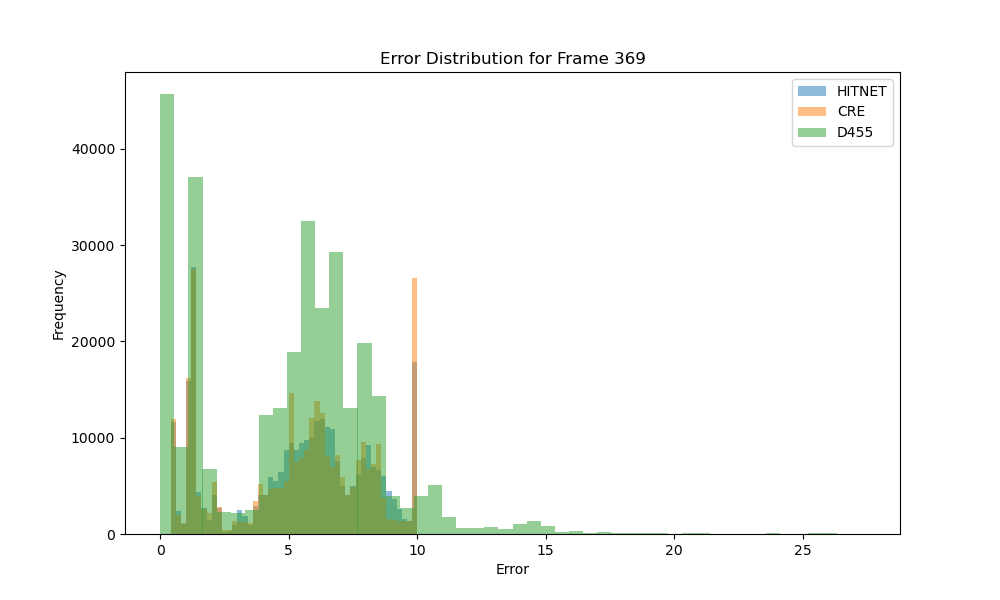 Error Distribution for Frame 369
HITNET
CRE
D455
Frequency
40000
30000
20000
10000
0
0 5 10 15 20 25
Error